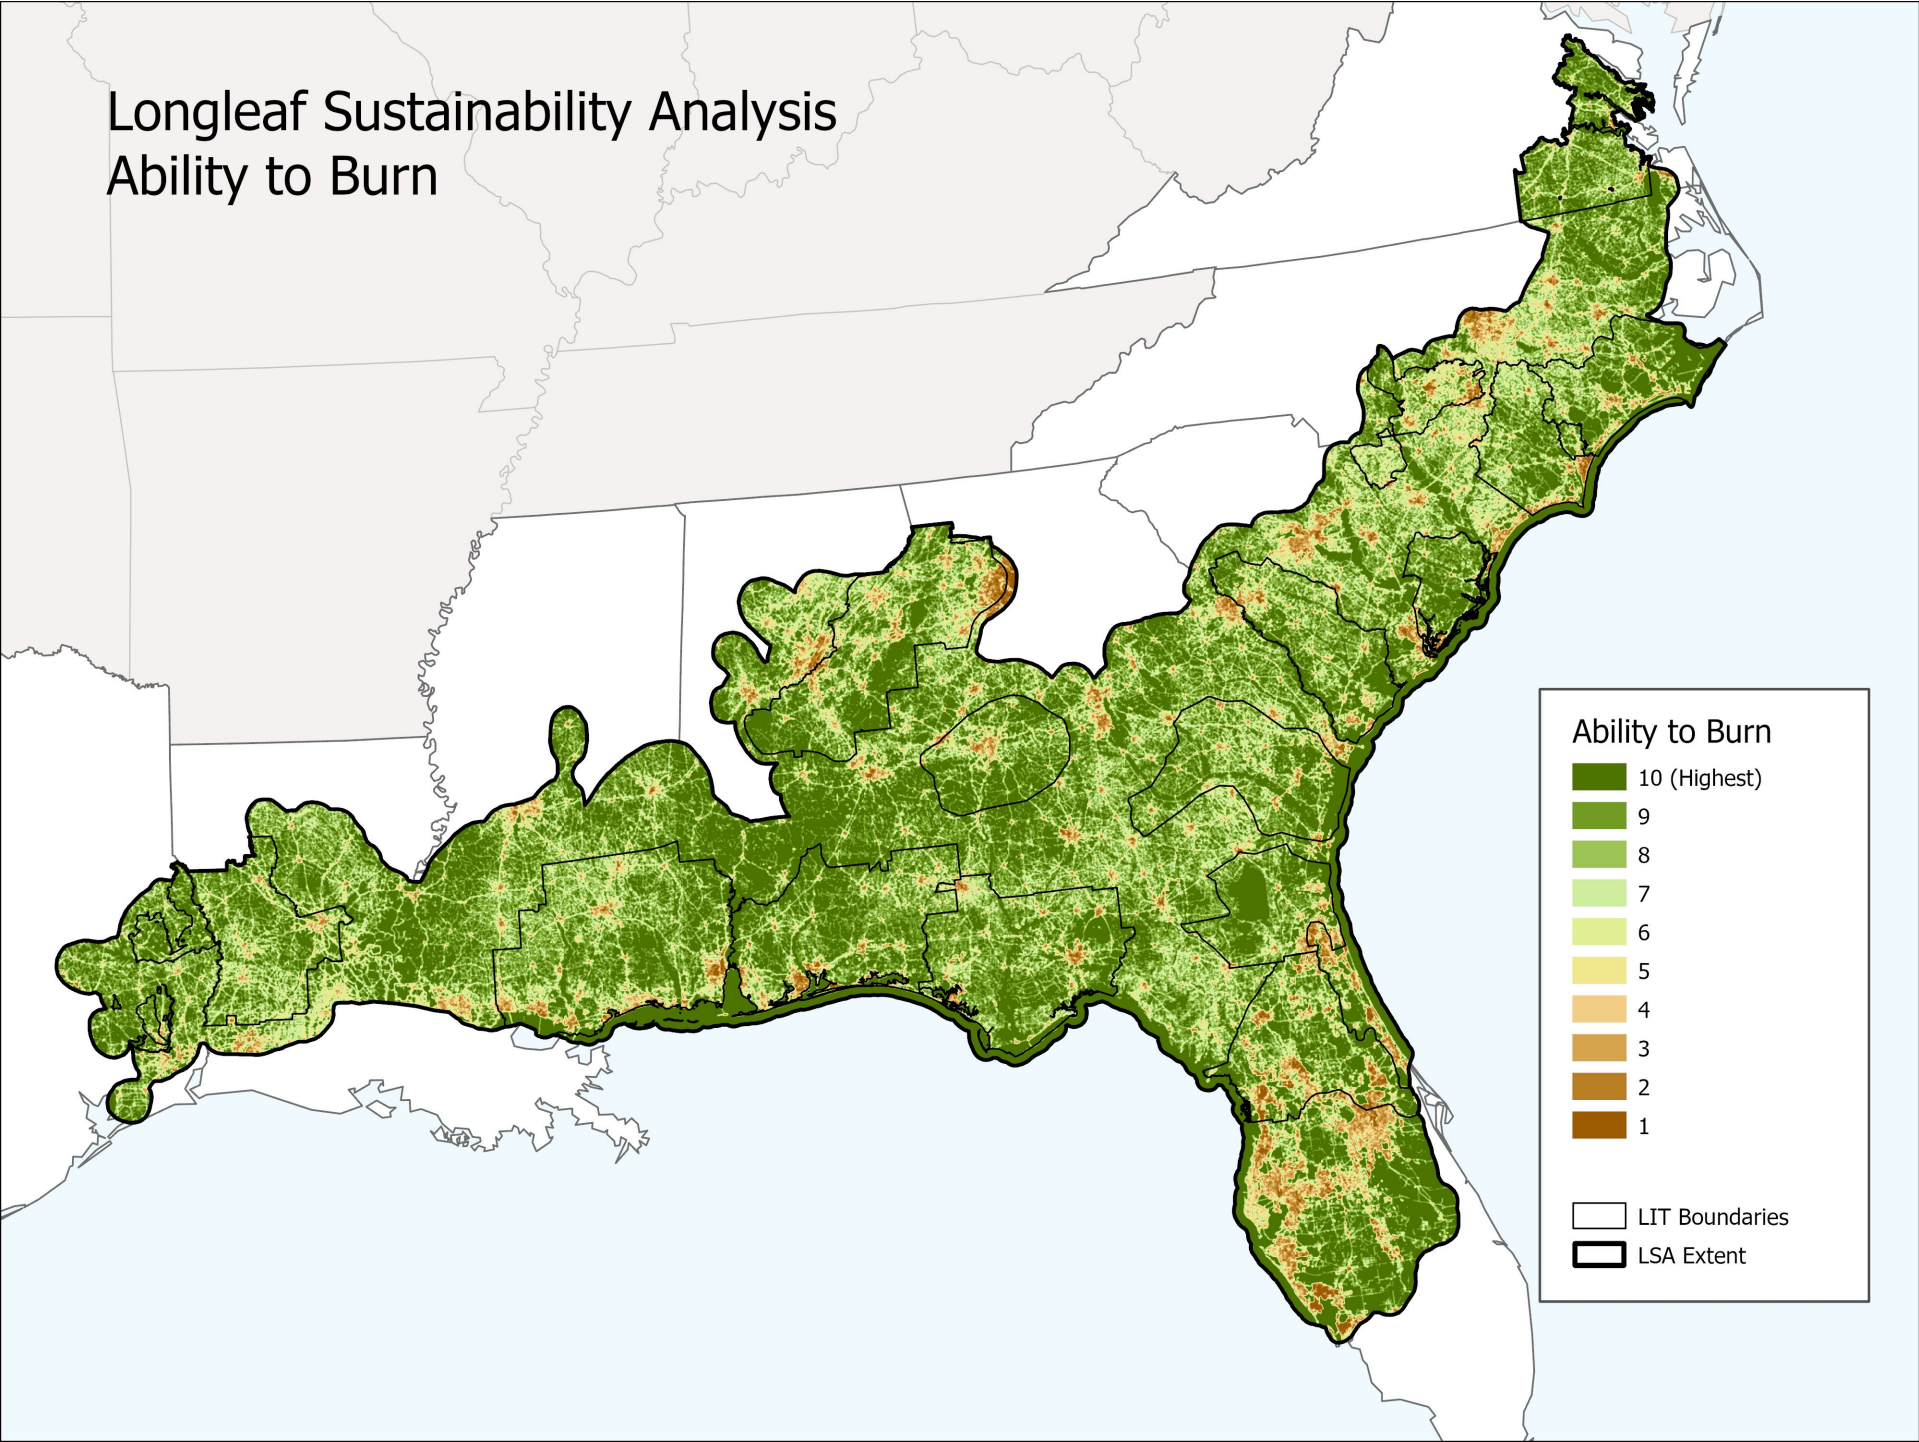 Longleaf Sustainability Analysis
Ability to Burn
Ability to Burn
10 (Highest)
9
8
7
6
5
4
3
2
1
LIT Boundaries
LSA Extent